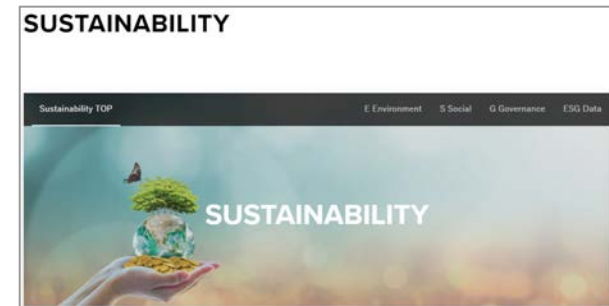 SUSTAINABILITY
Sustainability TOP E Environment S Social G Governance ESG Data
SUSTAINABILITY